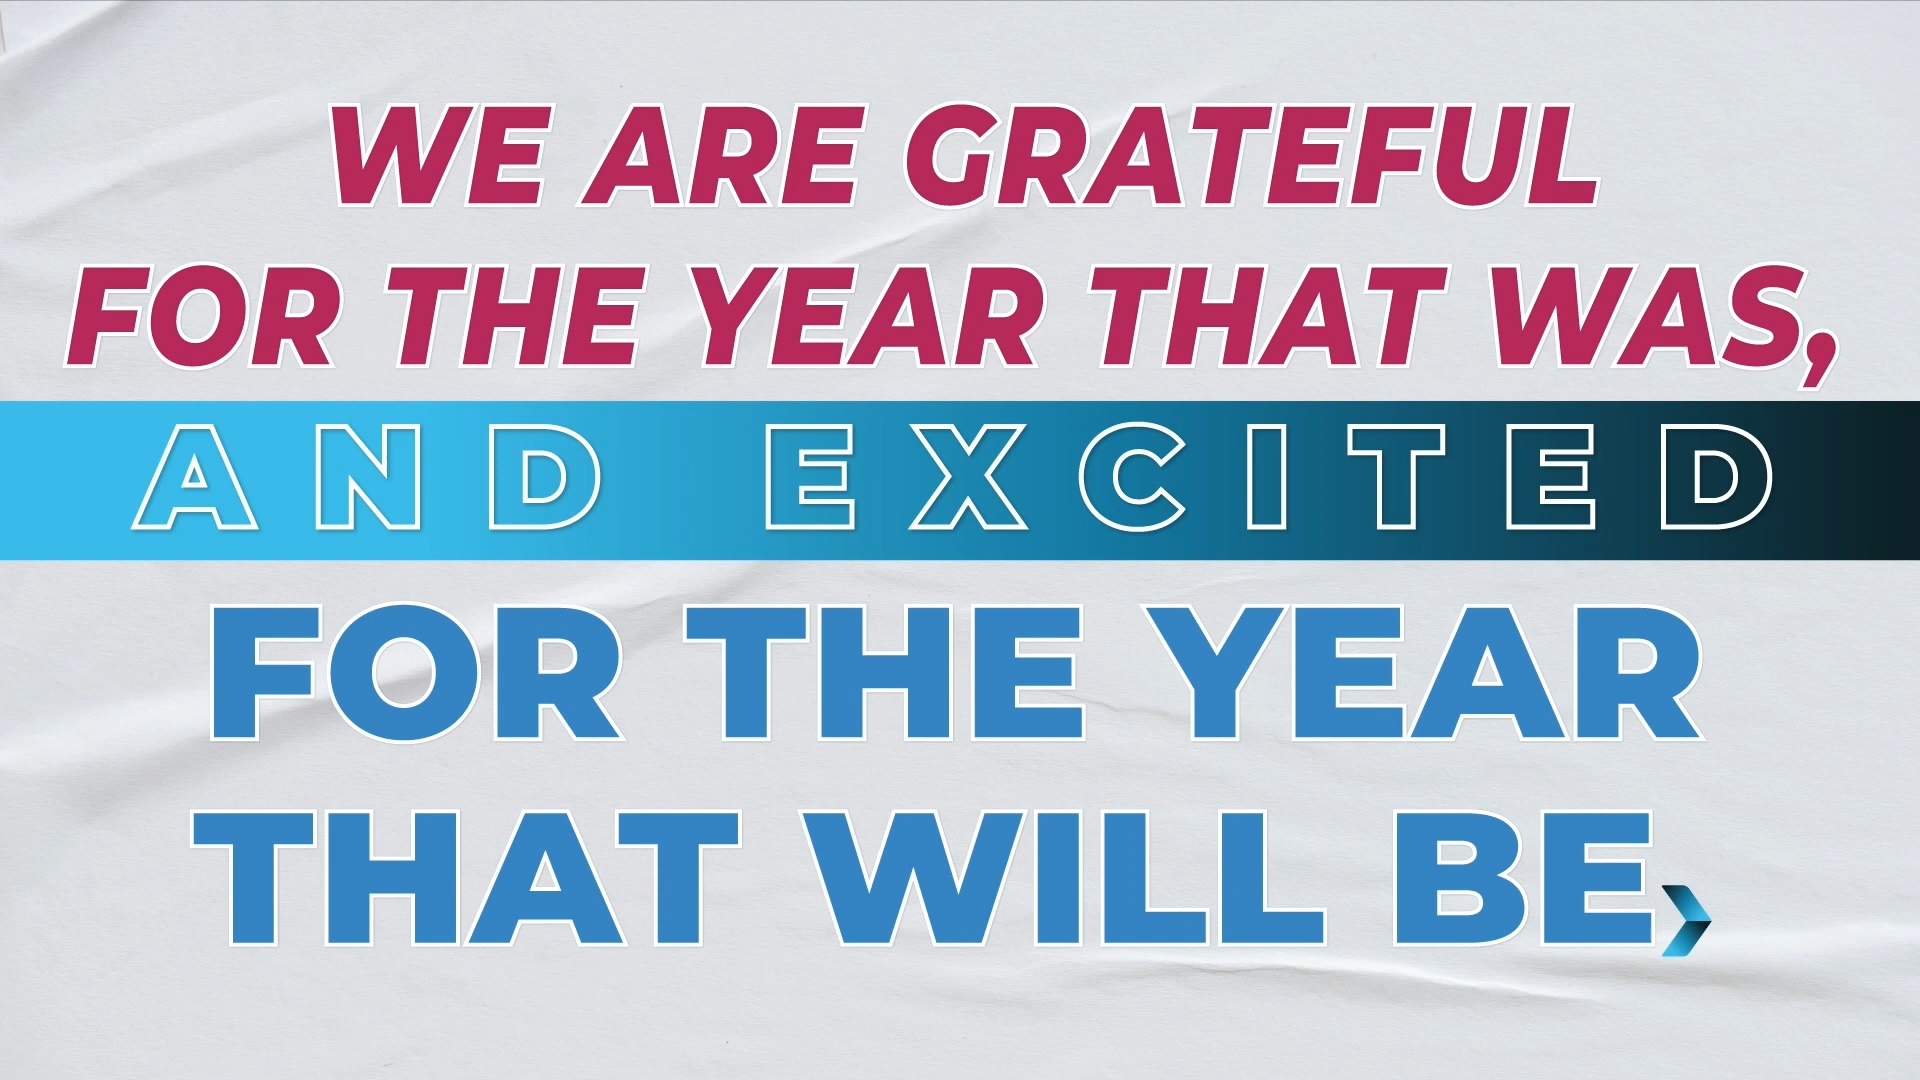 WE ARE GRATEFUL
FOR THE YEAR THAT WAS,
AND EXCITED
FOR THE YEAR
THAT WILL BE